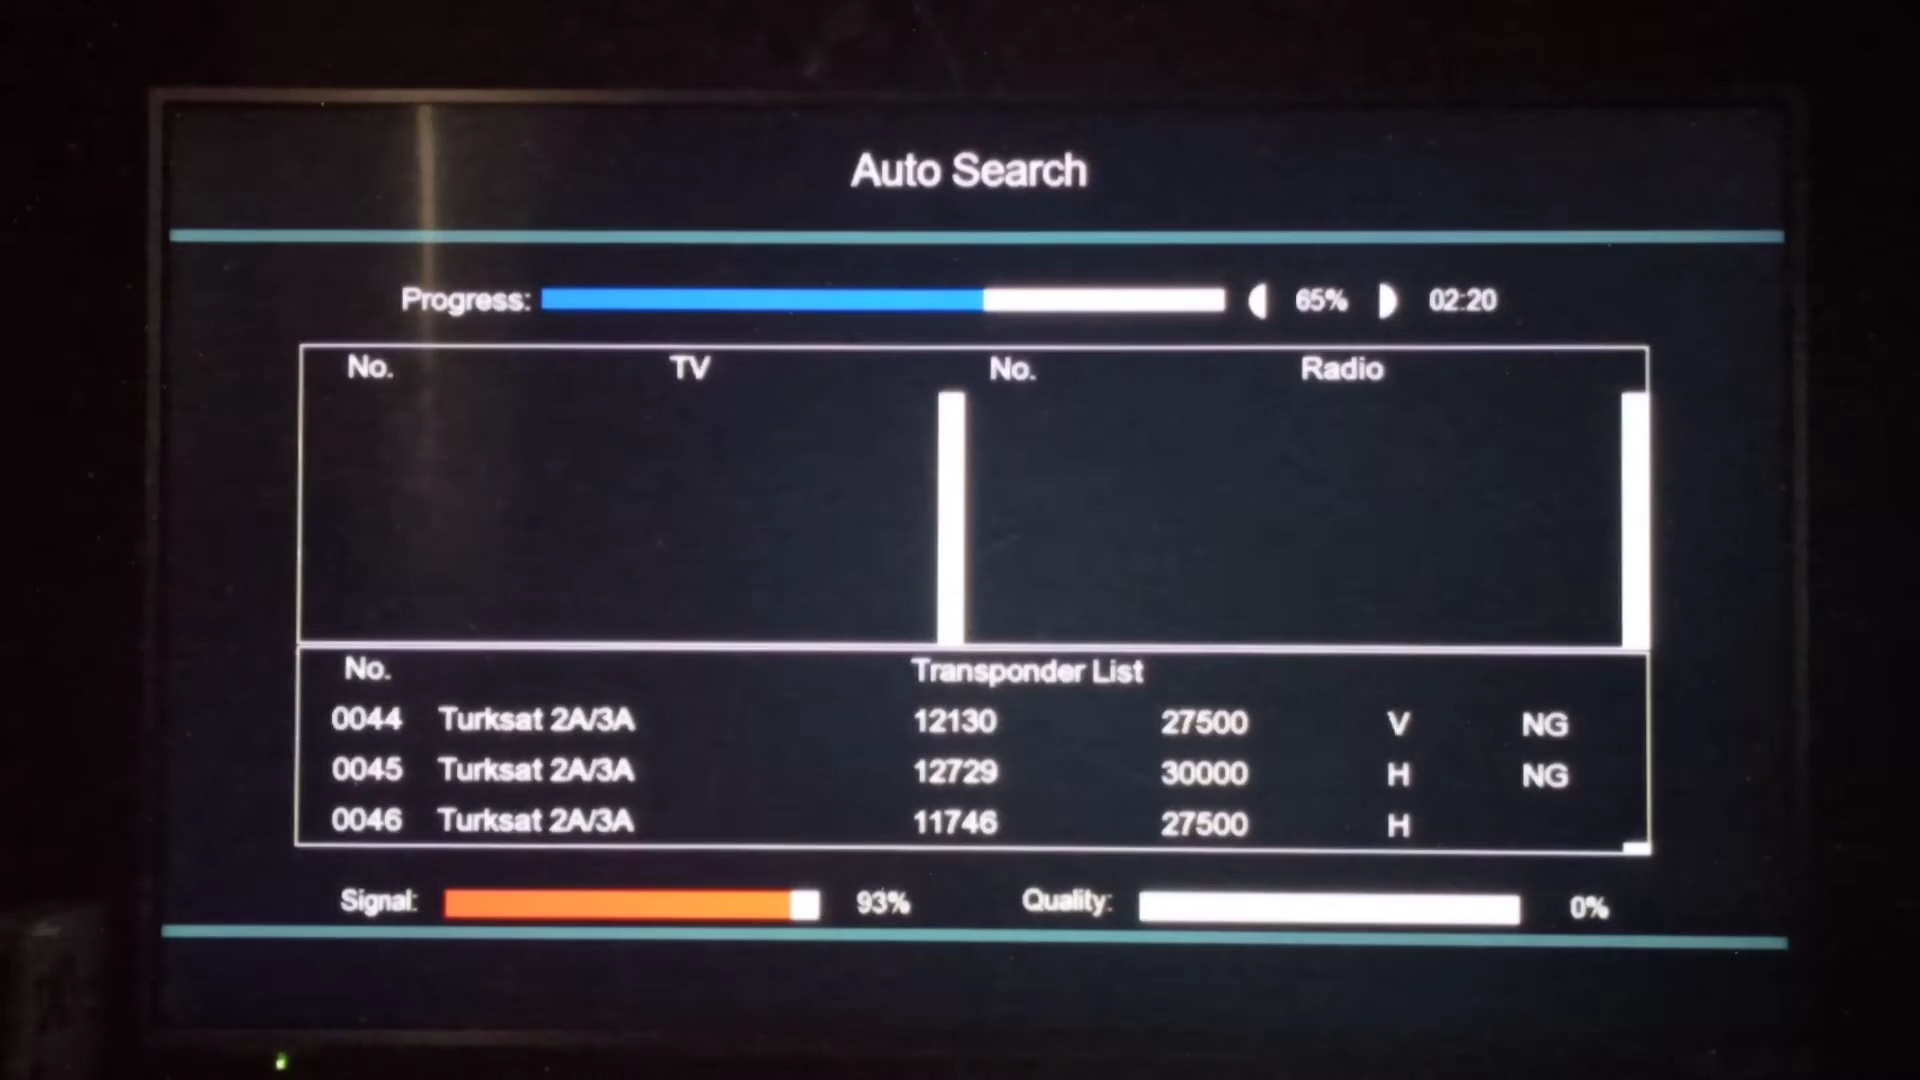 Auto Search
Progress: 65% 02:20
No. TV No. Radio
No. Transponder List
0044 Turksat 2A/3A 12130 27500 V NG
0045 Turksat 2A/3A 12729 30000 H NG
0046 Turksat 2A/3A 11746 27500 H
Signal: 93% Quality: 0%